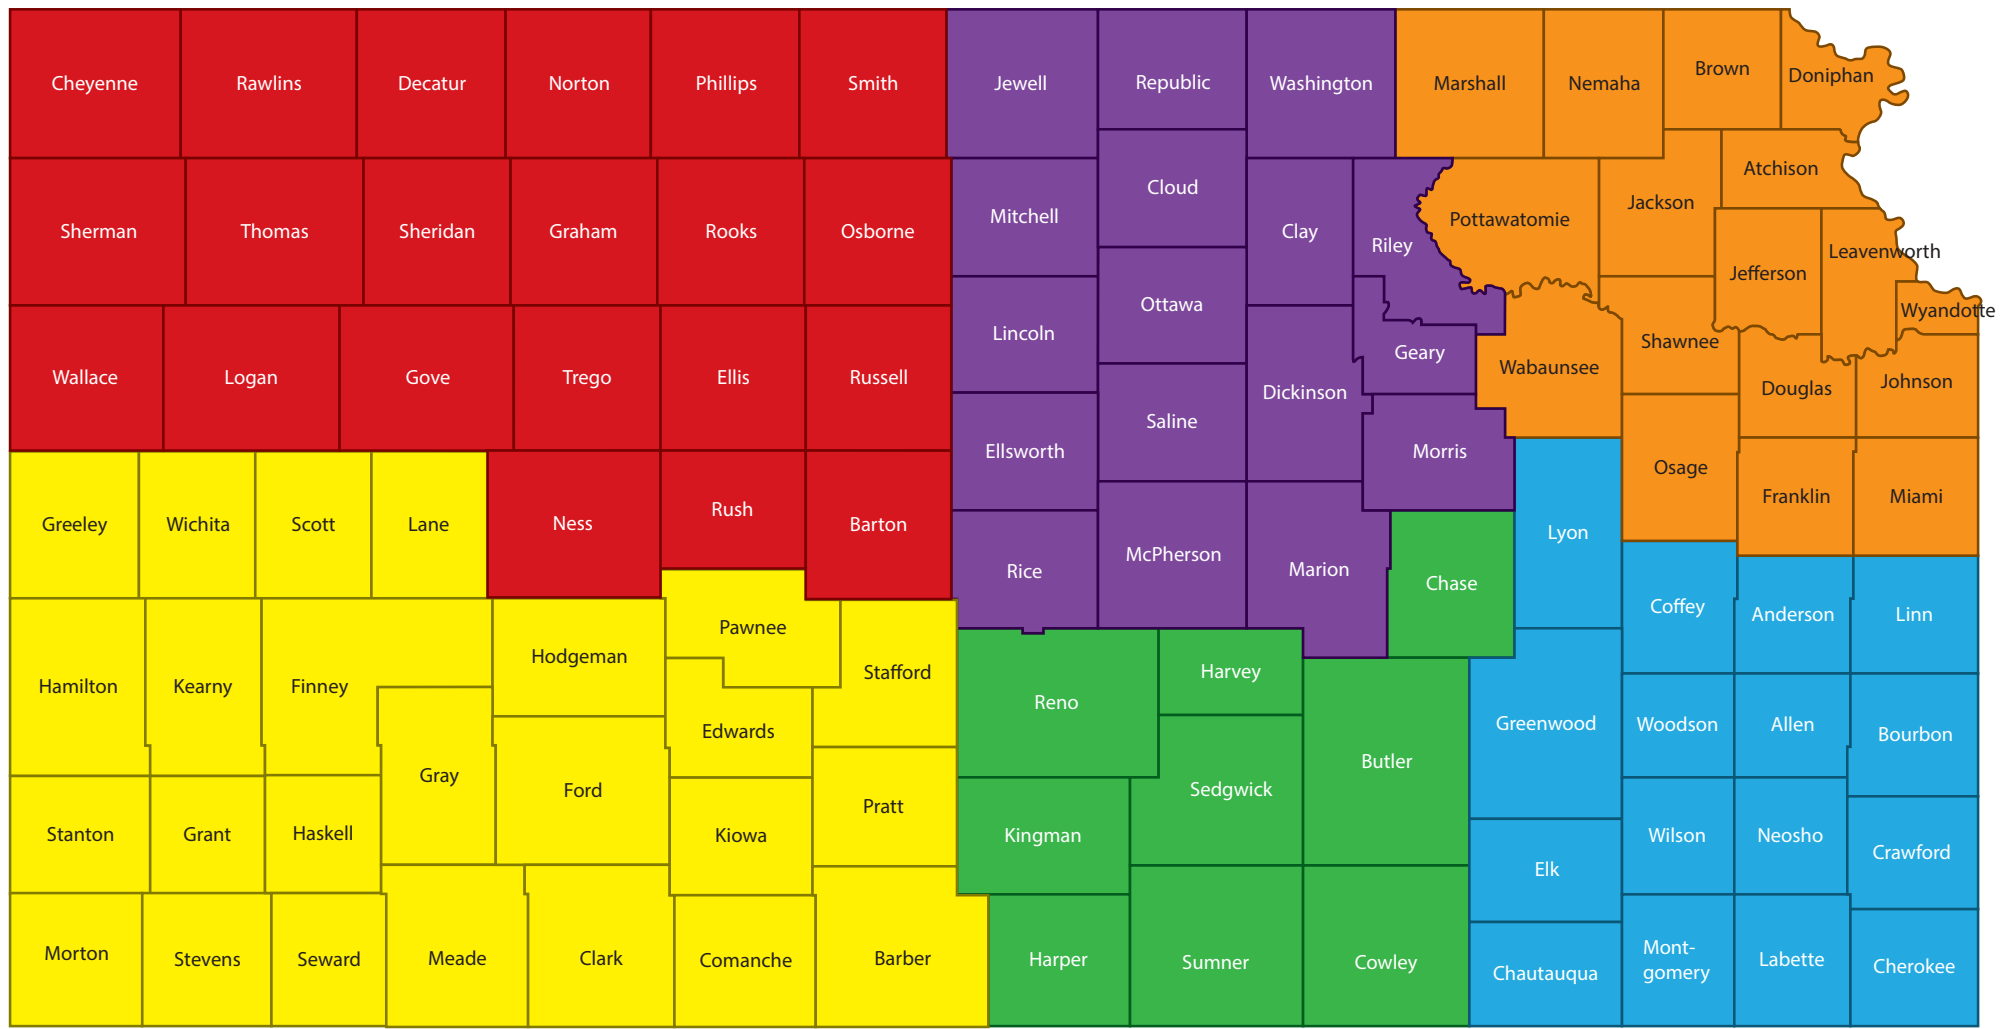 Cheyenne
Rawlins
Decatur
Norton
Phillips
Smith
Jewell
Republic
Washington
Marshall
Nemaha
Brown
Doniphan
Sherman
Thomas
Sheridan
Graham
Rooks
Osborne
Mitchell
Cloud
Clay
Riley
Pottawatomie
Jackson
Atchison
Jefferson
Leavenworth
Wyandotte
Wallace
Logan
Gove
Trego
Ellis
Russell
Lincoln
Ottawa
Saline
Dickinson
Geary
Wabaunsee
Shawnee
Douglas
Johnson
Greeley
Wichita
Scott
Lane
Ness
Rush
Barton
Ellsworth
Morris
Osage
Franklin
Miami
Rice
McPherson
Marion
Chase
Lyon
Coffey
Anderson
Linn
Hamilton
Kearny
Finney
Hodgeman
Pawnee
Stafford
Edwards
Gray
Ford
Reno
Harvey
Sedgwick
Butler
Greenwood
Woodson
Allen
Bourbon
Stanton
Grant
Haskell
Kiowa
Pratt
Kingman
Elk
Wilson
Neosho
Crawford
Morton
Stevens
Seward
Meade
Clark
Comanche
Barber
Harper
Sumner
Cowley
Chautauqua
Mont-
gomery
Labette
Cherokee